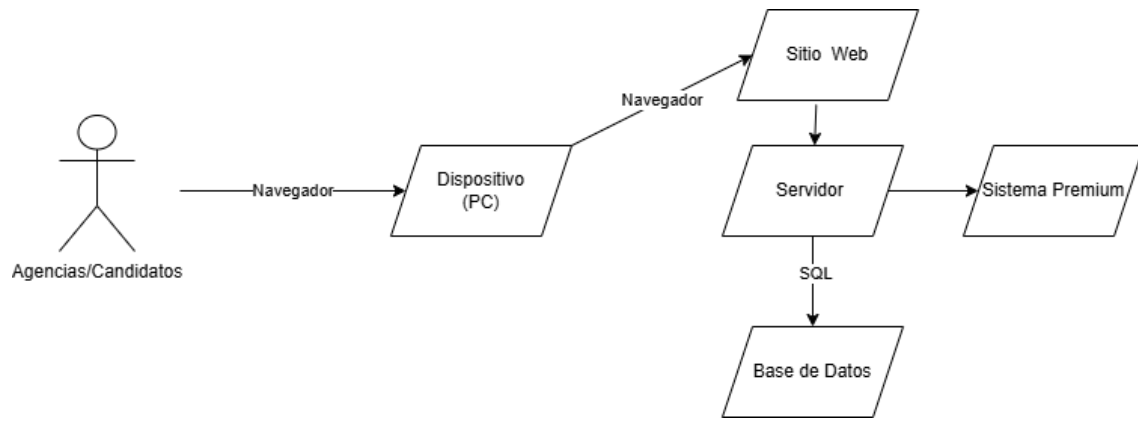 Sitio Web
Navegador
Dispositivo
(PC)
Navegador
Servidor
Sistema Premium
Agencias/Candidatos
SQL
Base de Datos